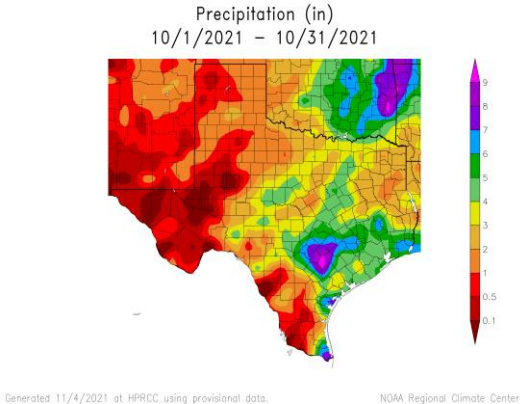 Precipitation (in)
10/1/2021 – 10/31/2021
9
8
7
6
5
4
3
2
1
0.5
0.1
Generated 11/4/2021 at HPRCC using provisional data.
NOAA Regional Climate Center